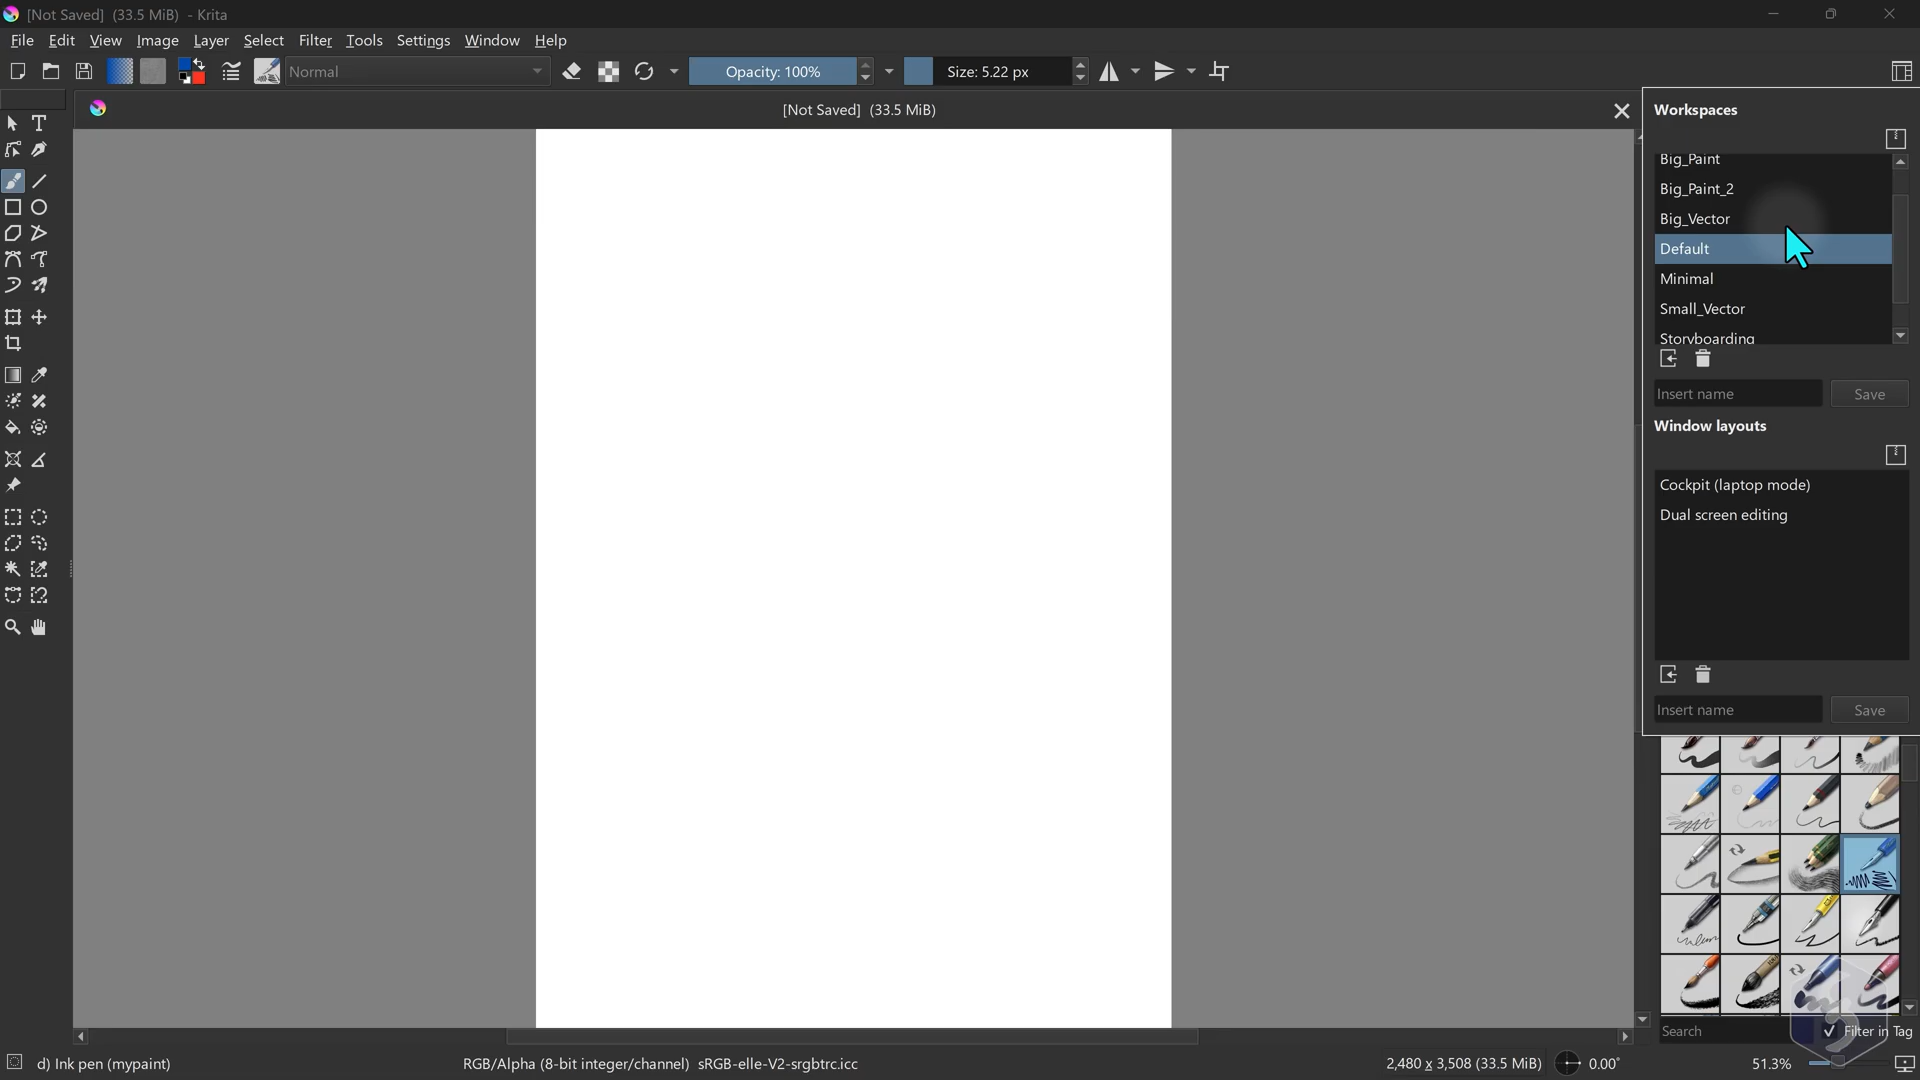 [Not Saved] (33.5 MiB) - Krita
File Edit View Image Layer Select Filter Tools Settings Window Help
Normal Opacity: 100% Size: 5.22 px
[Not Saved] (33.5 MiB)
Workspaces
Big_Paint
Big_Paint_2
Big_Vector
Default
Minimal
Small_Vector
Storyboarding
Insert name Save
Window layouts
Cockpit (laptop mode)
Dual screen editing
Insert name Save
Search Filter in Tag
d) Ink pen (mypaint) RGB/Alpha (8-bit integer/channel) sRGB-elle-V2-srgbtrc.icc 2,480 x 3,508 (33.5 MiB) 0.00° 51.3%